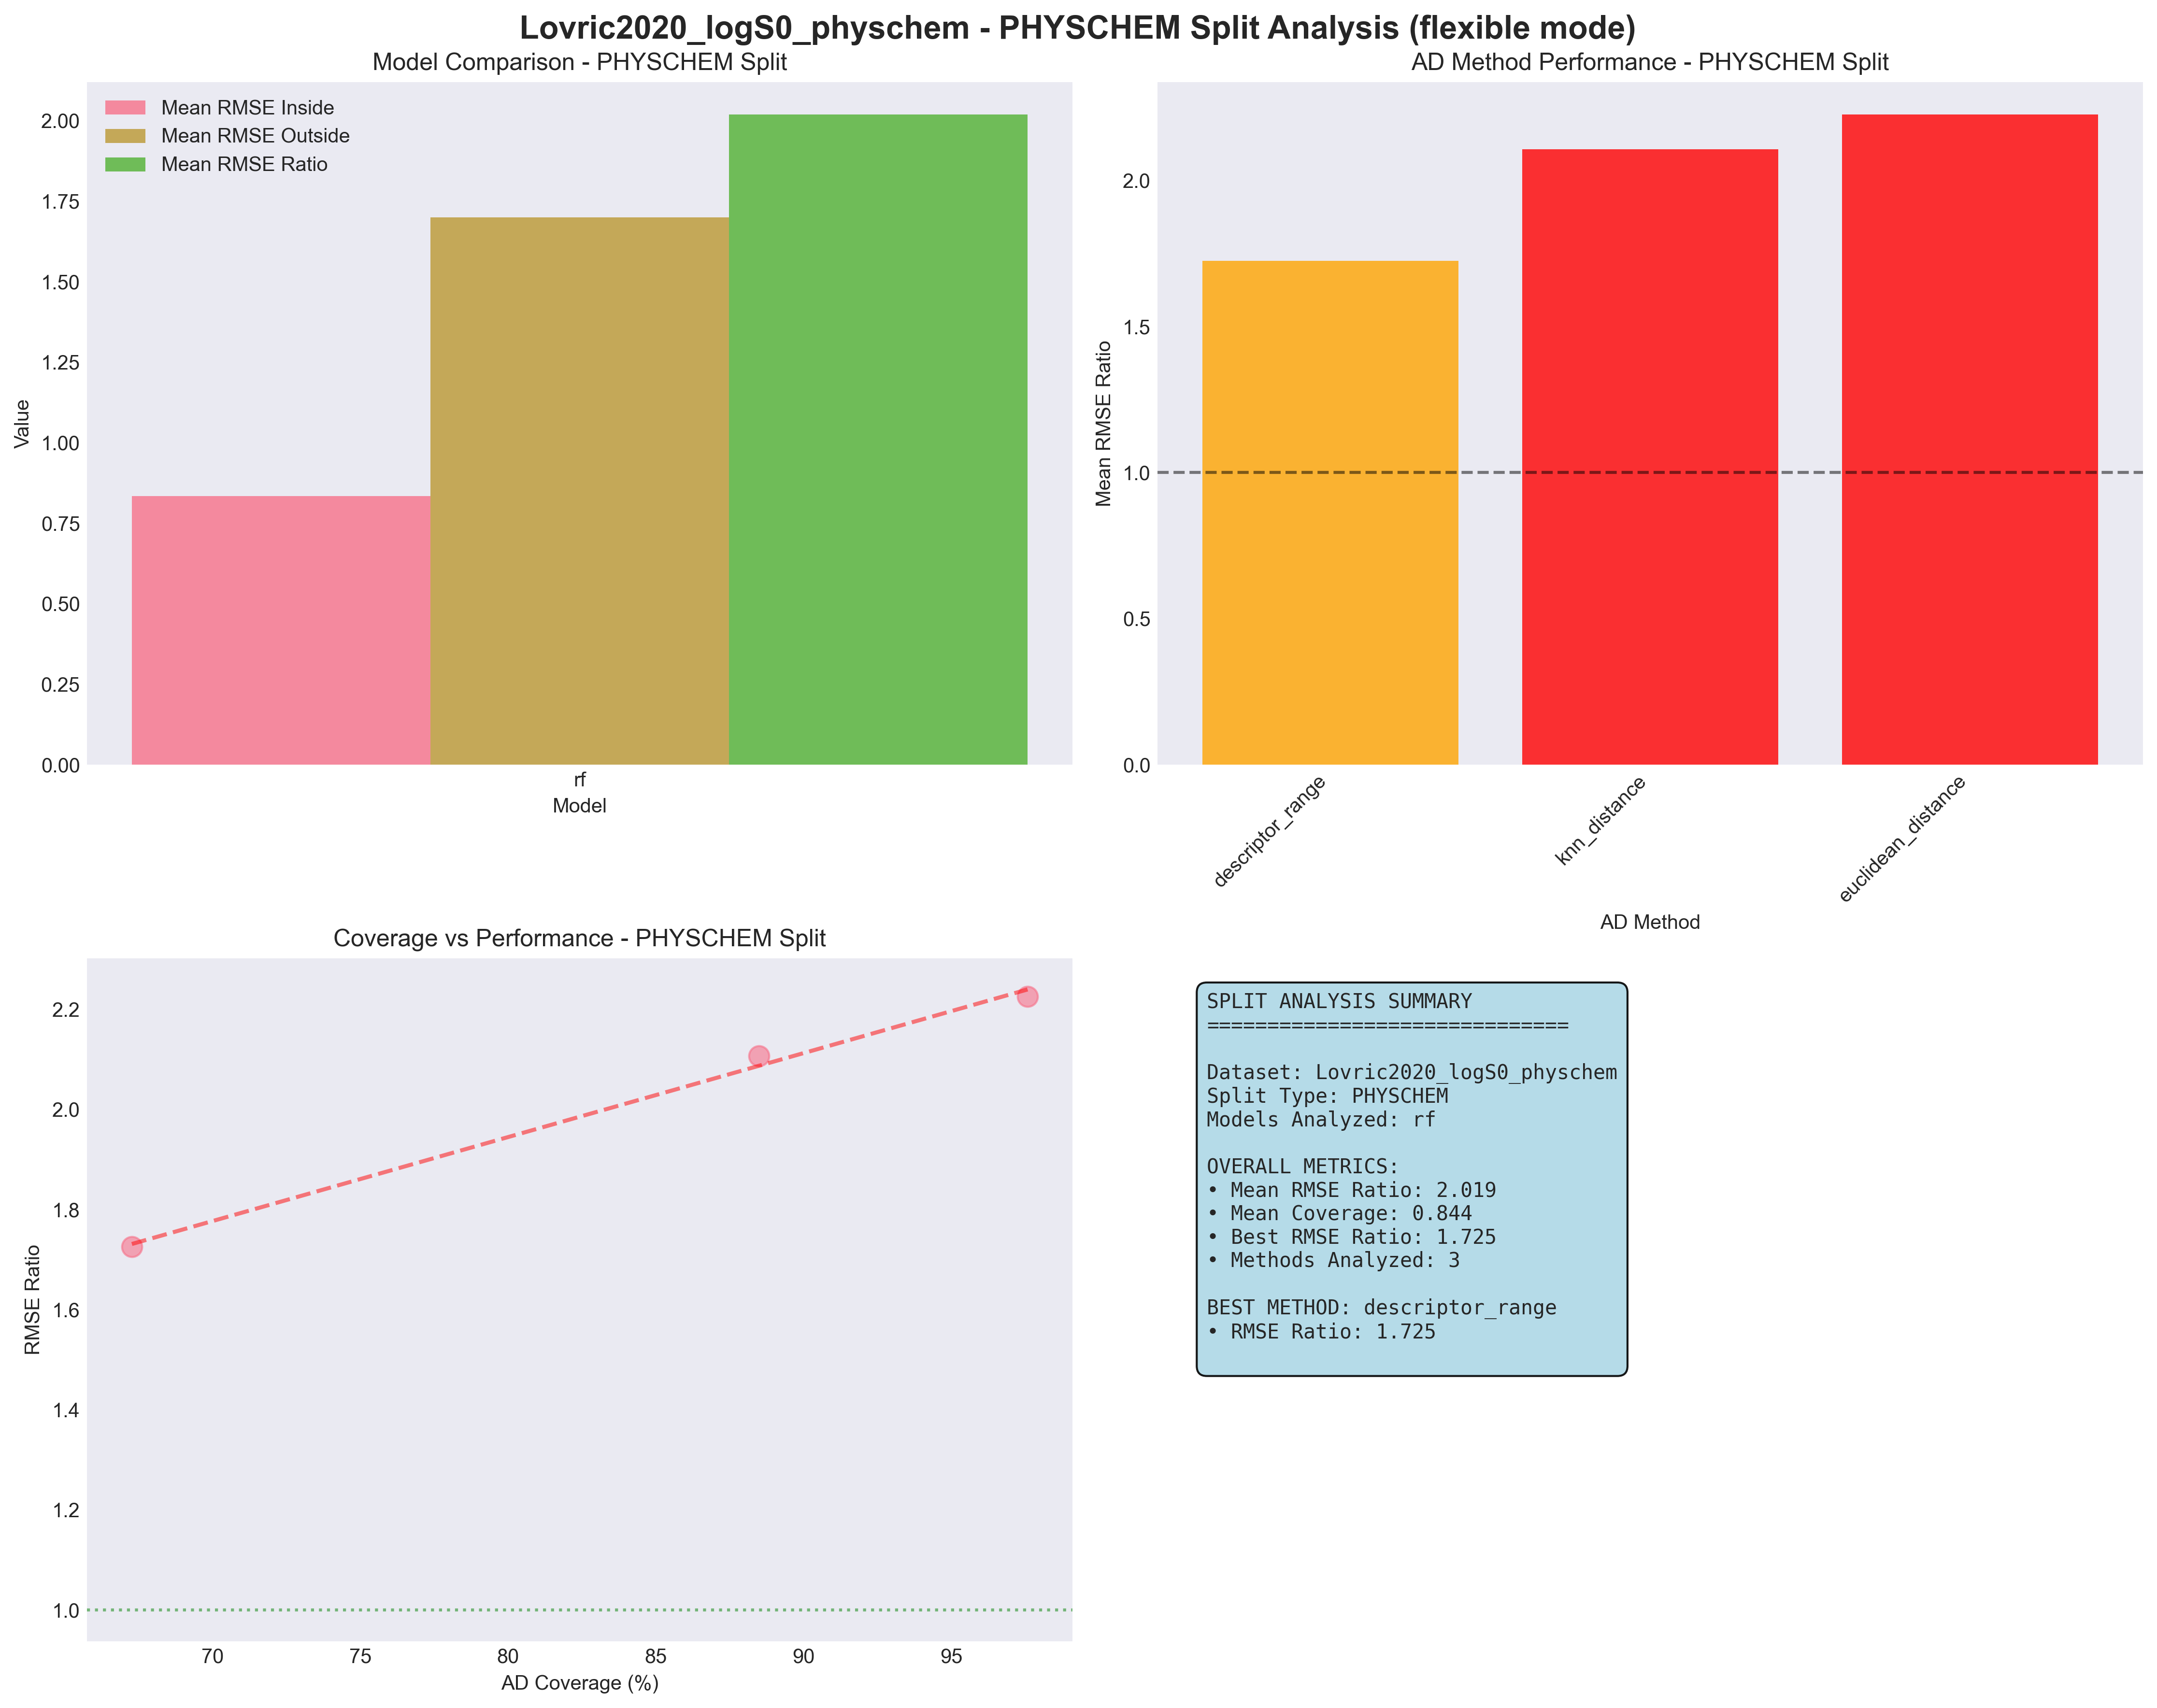 Lovric2020_logS0_physchem - PHYSCHEM Split Analysis (flexible mode)
Model Comparison - PHYSCHEM Split
Mean RMSE Inside
Mean RMSE Outside
Mean RMSE Ratio
2.00
1.75
1.50
1.25
1.00
0.75
0.50
0.25
0.00
Value
rf
Model
AD Method Performance - PHYSCHEM Split
2.0
1.5
1.0
0.5
0.0
Mean RMSE Ratio
descriptor_range
knn_distance
euclidean_distance
AD Method
Coverage vs Performance - PHYSCHEM Split
2.2
2.0
1.8
1.6
1.4
1.2
1.0
RMSE Ratio
70
75
80
85
90
95
AD Coverage (%)
SPLIT ANALYSIS SUMMARY
==============================
Dataset: Lovric2020_logS0_physchem
Split Type: PHYSCHEM
Models Analyzed: rf
OVERALL METRICS:
• Mean RMSE Ratio: 2.019
• Mean Coverage: 0.844
• Best RMSE Ratio: 1.725
• Methods Analyzed: 3
BEST METHOD: descriptor_range
• RMSE Ratio: 1.725